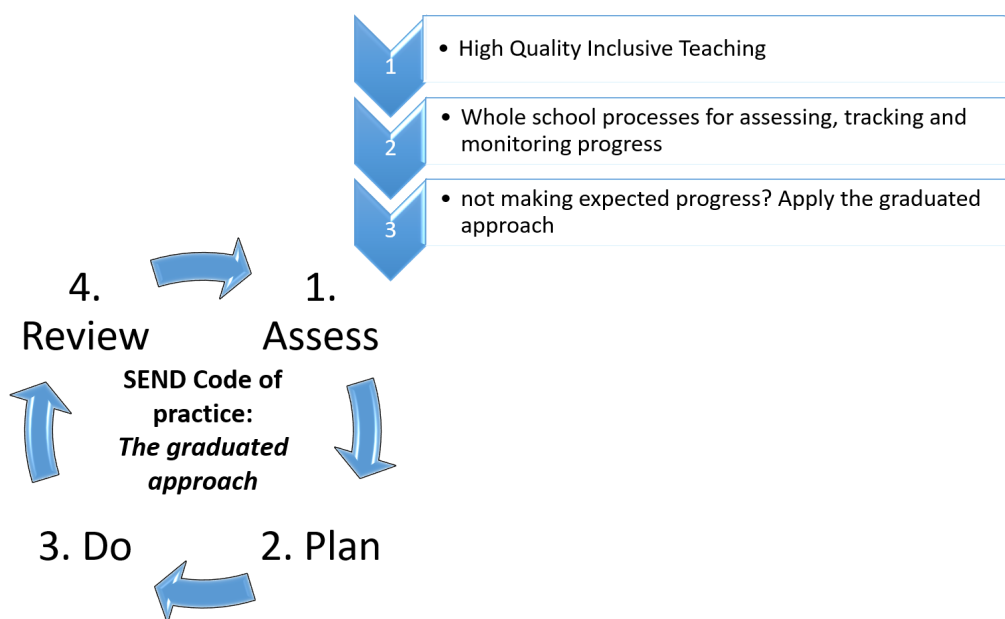 1
• High Quality Inclusive Teaching
2
• Whole school processes for assessing, tracking and
monitoring progress
3
• not making expected progress? Apply the graduated
approach
4.
Review
1.
Assess
SEND Code of
practice:
The graduated
approach
3. Do
2. Plan